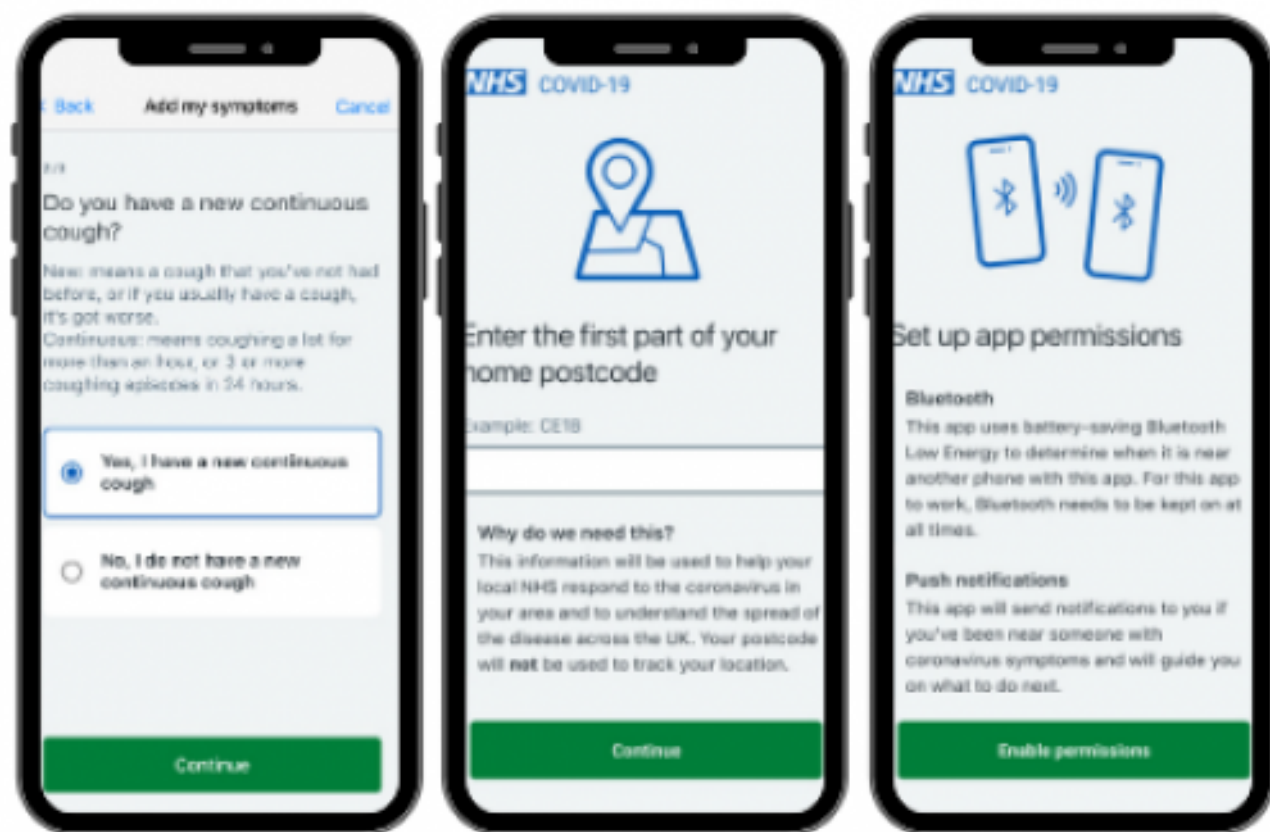 Back Add my symptoms Cancel
Do you have a new continuous
cough?
New: means a cough that you've not had
before, or if you usually have a cough,
it's got worse.
Continuous: means coughing a lot for
more than an hour, or 3 or more
coughing episodes in 24 hours.
Yes, I have a new continuous
cough
No, I do not have a new
continuous cough
Continue
NHS COVID-19
Enter the first part of your
home postcode
Example: CE1B
Why do we need this?
This information will be used to help your
local NHS respond to the coronavirus in
your area and to understand the spread of
the disease across the UK. Your postcode
will not be used to track your location.
Continue
NHS COVID-19
Set up app permissions
Bluetooth
This app uses battery-saving Bluetooth
Low Energy to determine when it is near
another phone with this app. For this app
to work, Bluetooth needs to be kept on at
all times.
Push notifications
This app will send notifications to you if
you've been near someone with
coronavirus symptoms and will guide you
on what to do next.
Enable permissions